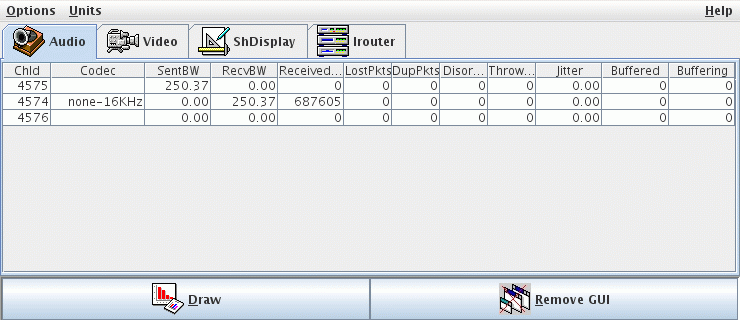 Options Units Help
Audio Video ShDisplay Irouter
ChId Codec SentBW RecvBW Received... LostPkts DupPkts Disor... Throw... Jitter Buffered Buffering
4575 250.37 0.00 0 0 0 0 0 0.00 0 0
4574 none-16KHz 0.00 250.37 687605 0 0 0 0 0.00 0 0
4576 0.00 0.00 0 0 0 0 0 0.00 0 0
Draw Remove GUI